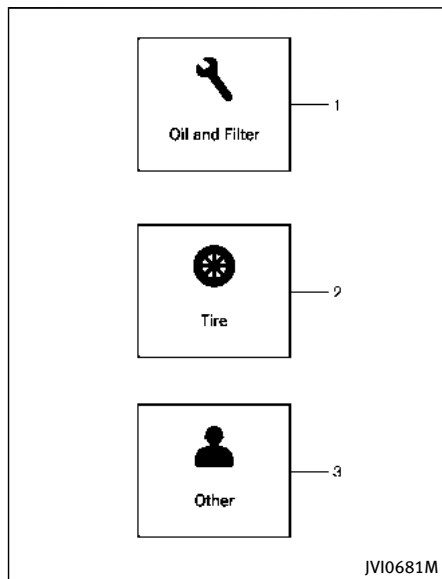 Oil and Filter
1
Tire
2
Other
3
JVI0681M